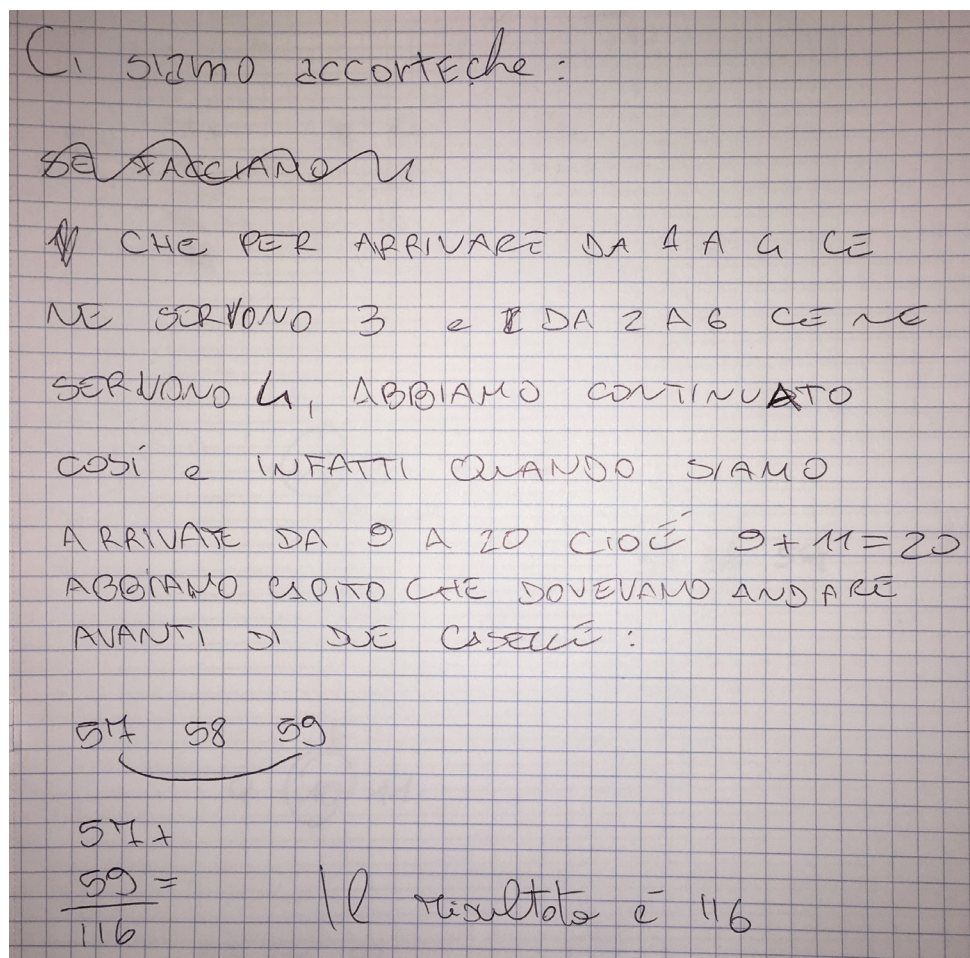 Ci siamo accorte che:
SE FACCIAMO
CHE PER ARRIVARE DA 1 A 4 CE
NE SERVONO 3 e DA 2 A 6 CE NE
SERVONO 4, ABBIAMO CONTINUATO
COSÍ e INFATTI QUANDO SIAMO
ARRIVATE DA 9 A 20 CIOÉ 9+11=20
ABBIAMO CAPITO CHE DOVEVAMO ANDARE
AVANTI DI DUE CASELLE:
57 58 59
57+
59=
116
Il risultato è 116